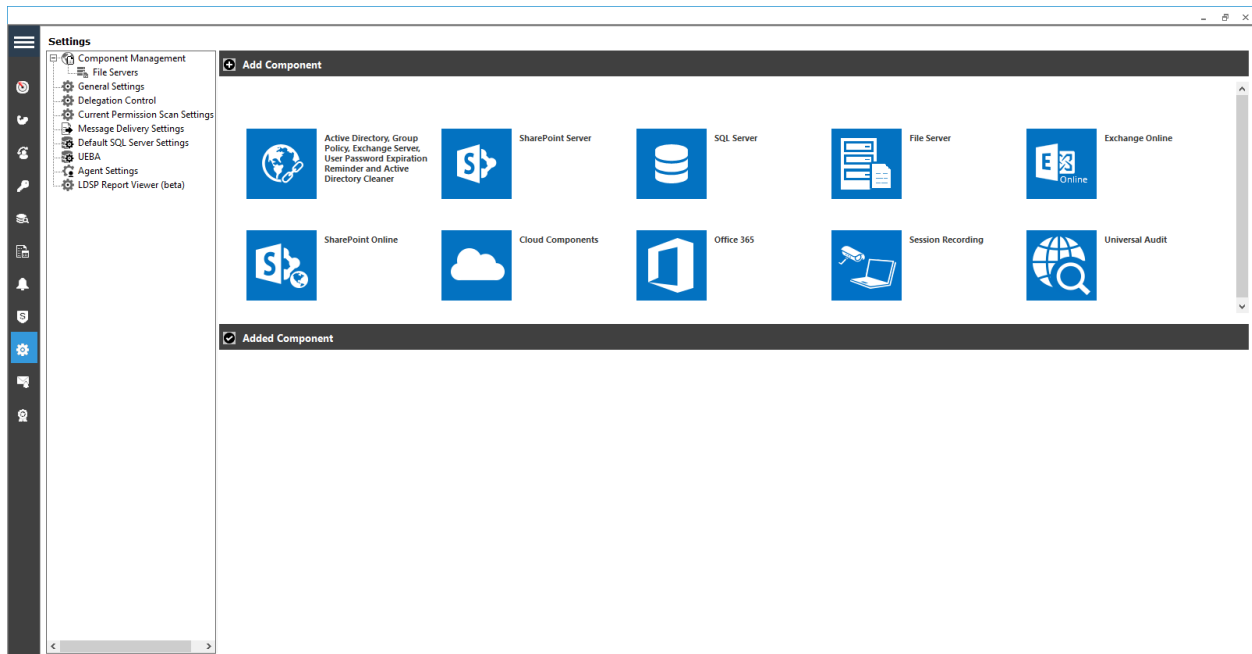 Settings
Component Management
File Servers
General Settings
Delegation Control
Current Permission Scan Settings
Message Delivery Settings
Default SQL Server Settings
UEBA
Agent Settings
LDSP Report Viewer (beta)
Add Component
Active Directory, Group
Policy, Exchange Server,
User Password Expiration
Reminder and Active
Directory Cleaner
S
SharePoint Server
SQL Server
File Server
E
Online
Exchange Online
S
SharePoint Online
Cloud Components
Office 365
Session Recording
Universal Audit
Added Component
S